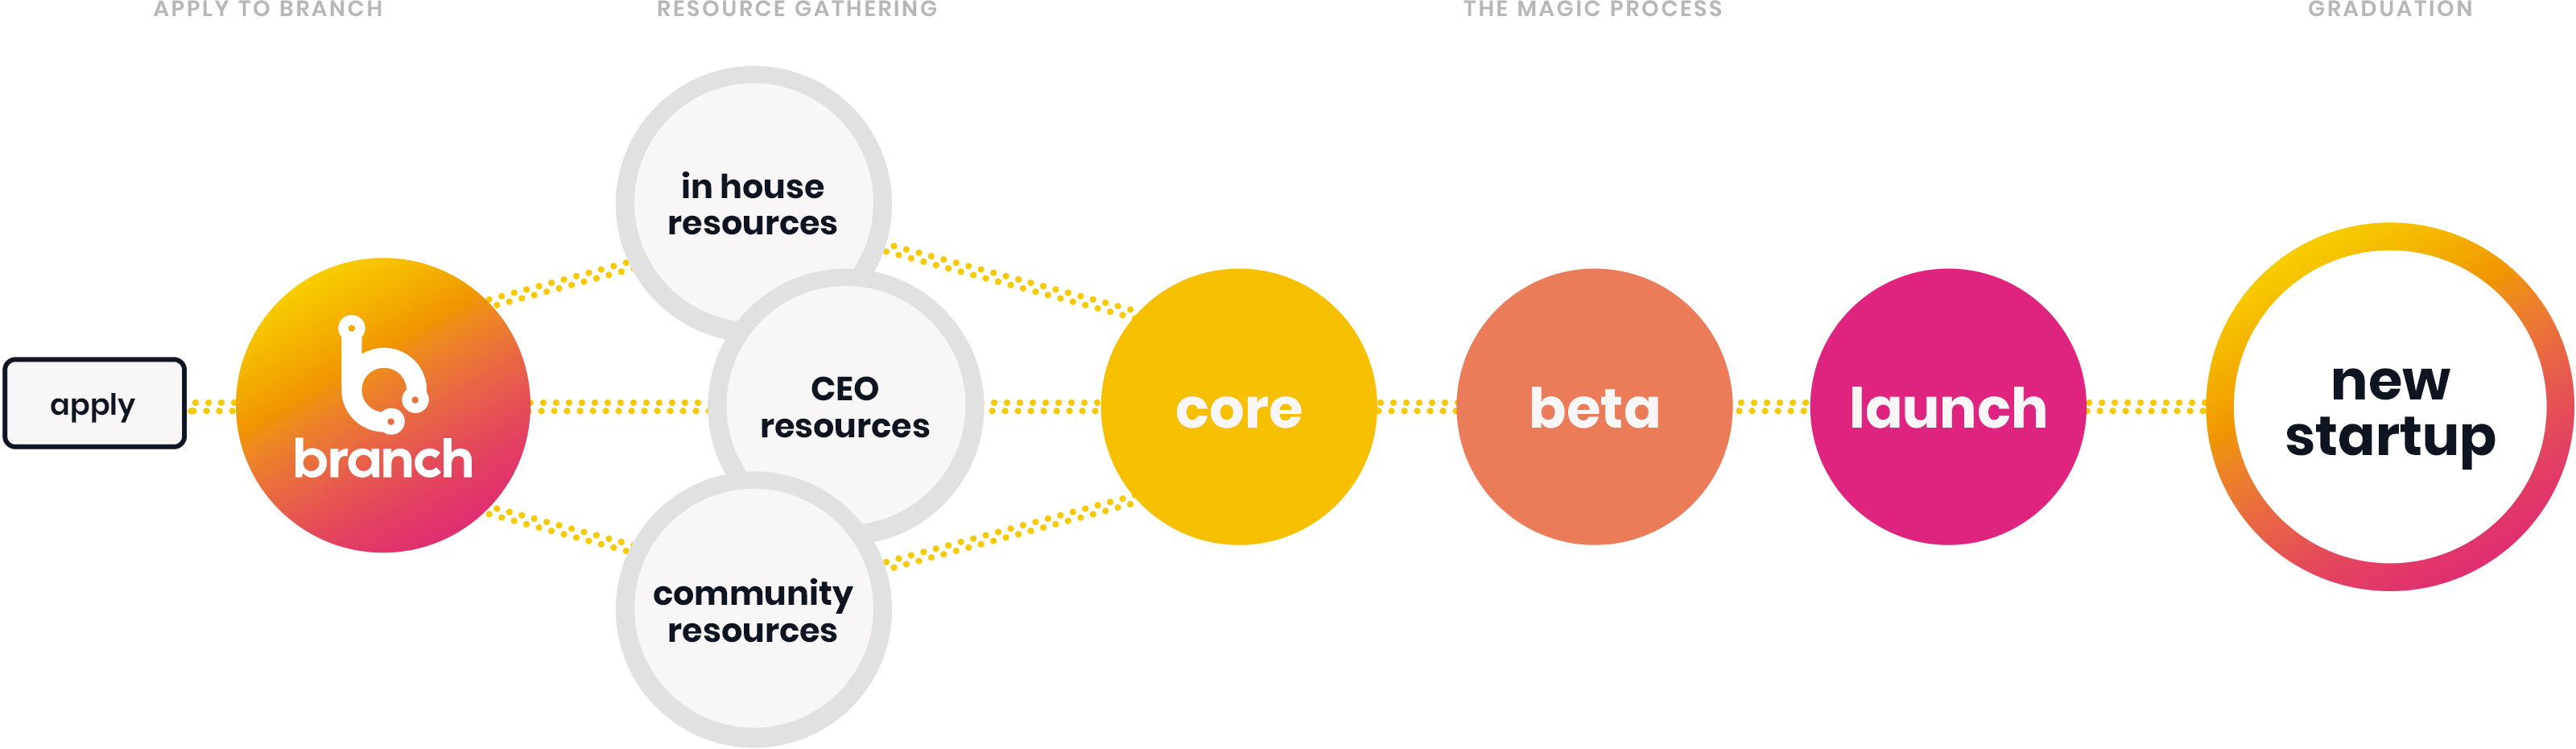 APPLY TO BRANCH
RESOURCE GATHERING
THE MAGIC PROCESS
GRADUATION
apply
branch
in house
resources
CEO
resources
community
resources
core
beta
launch
new
startup